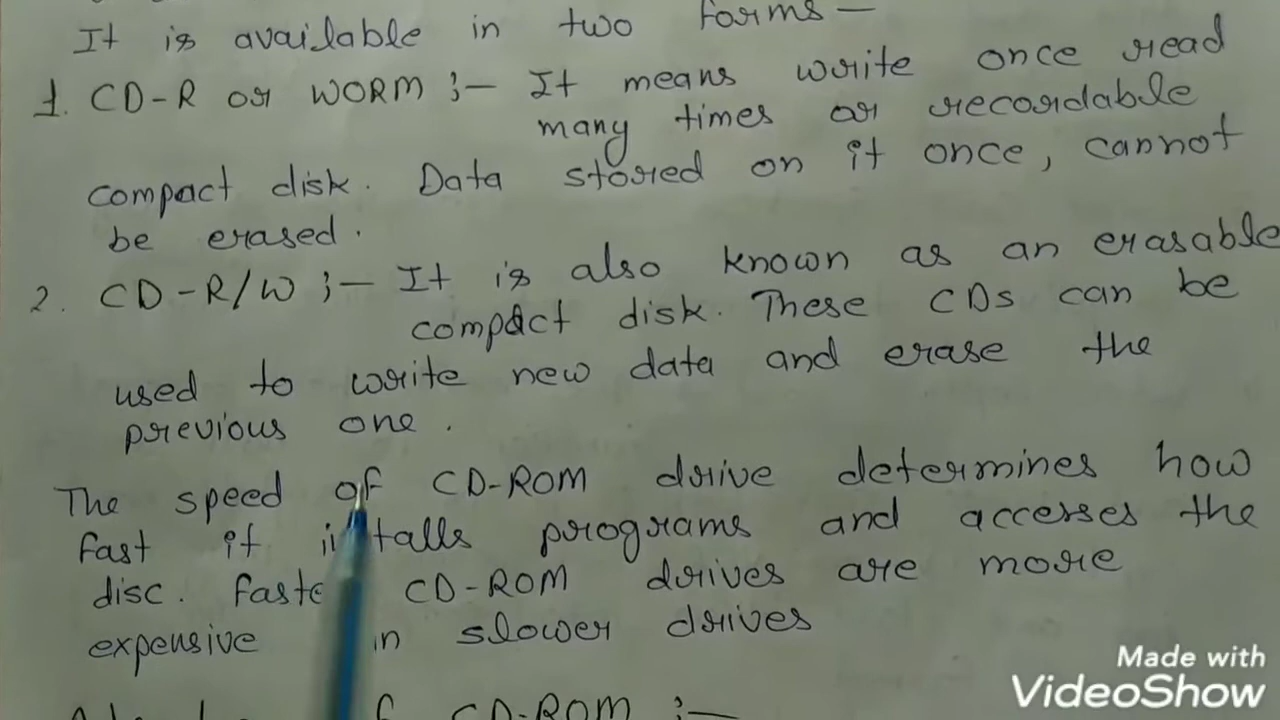 It is available in two forms —
1. CD-R or WORM ;— It means write once read
many times or recordable
compact disk. Data stored on it once, cannot
be erased.
2. CD-R/W ;— It is also known as an erasable
compact disk. These CDs can be
used to write new data and erase the
previous one.
The speed of CD-ROM drive determines how
fast it talls programs and accesses the
disc. Faste CD-ROM drives are more
expensive in slower drives
CD-ROM :—
Made with
VideoShow